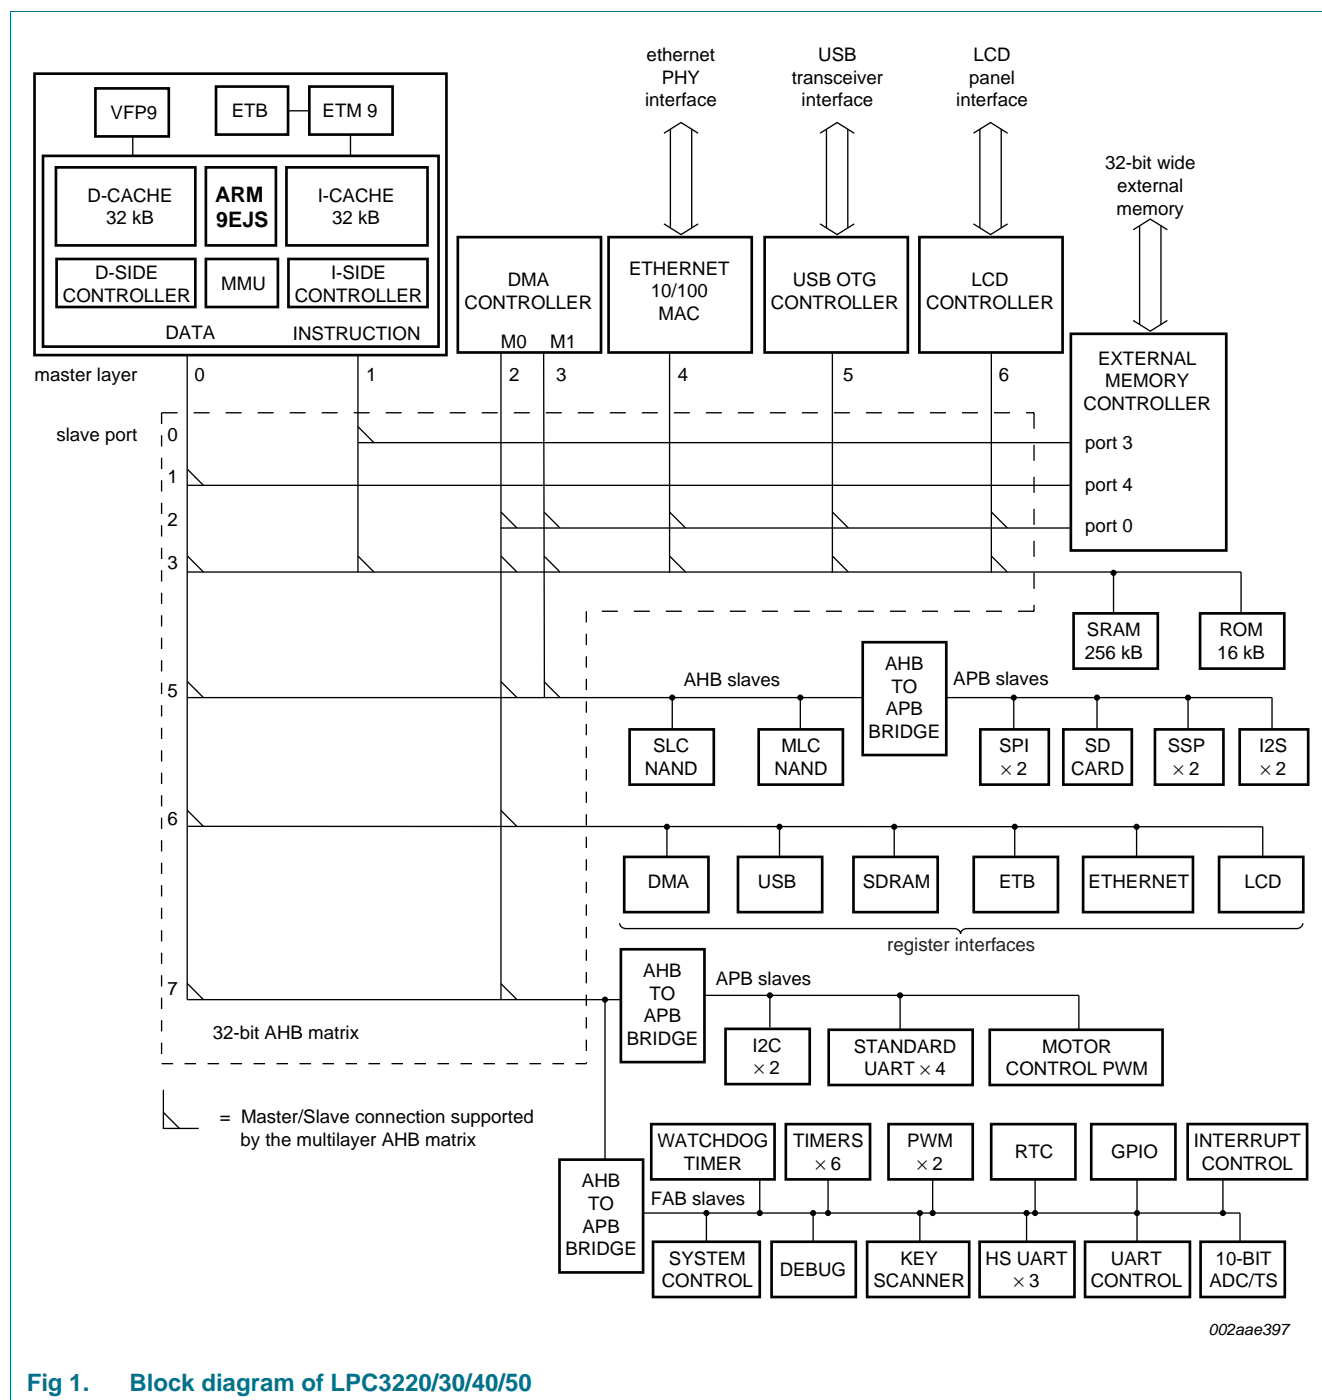 ethernet
PHY
interface
USB
transceiver
interface
LCD
panel
interface
32-bit wide
external
memory
VFP9
ETB
ETM 9
D-CACHE
32 kB
ARM
9EJS
I-CACHE
32 kB
D-SIDE
CONTROLLER
MMU
I-SIDE
CONTROLLER
DATA
INSTRUCTION
DMA
CONTROLLER
M0
M1
ETHERNET
10/100
MAC
USB OTG
CONTROLLER
LCD
CONTROLLER
EXTERNAL
MEMORY
CONTROLLER
port 3
port 4
port 0
master layer
0
1
2
3
4
5
6
slave port
0
1
2
3
5
6
7
SRAM
256 kB
ROM
16 kB
AHB slaves
AHB
TO
APB
BRIDGE
APB slaves
SLC
NAND
MLC
NAND
SPI
× 2
SD
CARD
SSP
× 2
I2S
× 2
DMA
USB
SDRAM
ETB
ETHERNET
LCD
register interfaces
AHB
TO
APB
BRIDGE
APB slaves
I2C
× 2
STANDARD
UART × 4
MOTOR
CONTROL PWM
32-bit AHB matrix
= Master/Slave connection supported
by the multilayer AHB matrix
AHB
TO
APB
BRIDGE
FAB slaves
WATCHDOG
TIMER
TIMERS
× 6
PWM
× 2
RTC
GPIO
INTERRUPT
CONTROL
SYSTEM
CONTROL
DEBUG
KEY
SCANNER
HS UART
× 3
UART
CONTROL
10-BIT
ADC/TS
002aae397
Fig 1. Block diagram of LPC3220/30/40/50